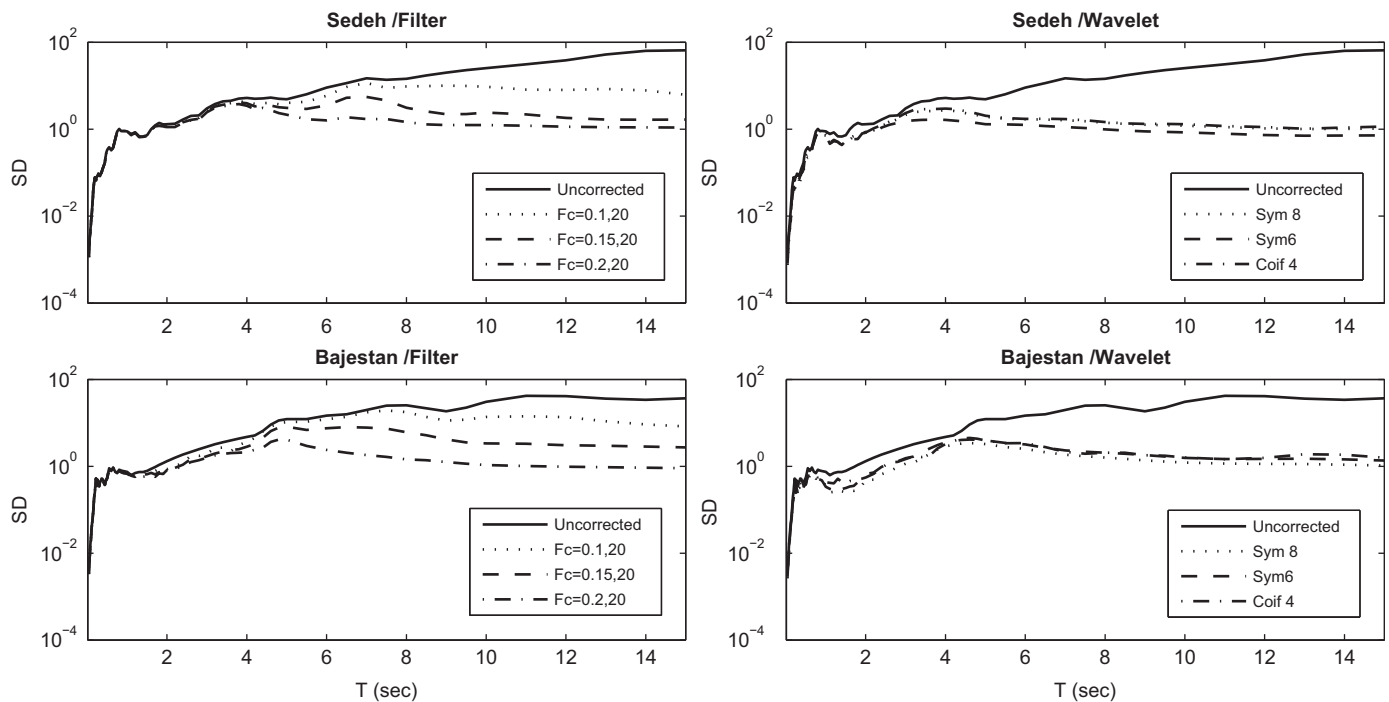 Sedeh /Filter
10^2
10^0
10^−2
10^−4
SD
2 4 6 8 10 12 14
Uncorrected
Fc=0.1,20
Fc=0.15,20
Fc=0.2,20
Sedeh /Wavelet
10^2
10^0
10^−2
10^−4
SD
2 4 6 8 10 12 14
Uncorrected
Sym 8
Sym6
Coif 4
Bajestan /Filter
10^2
10^0
10^−2
10^−4
SD
2 4 6 8 10 12 14
T (sec)
Uncorrected
Fc=0.1,20
Fc=0.15,20
Fc=0.2,20
Bajestan /Wavelet
10^2
10^0
10^−2
10^−4
SD
2 4 6 8 10 12 14
T (sec)
Uncorrected
Sym 8
Sym6
Coif 4